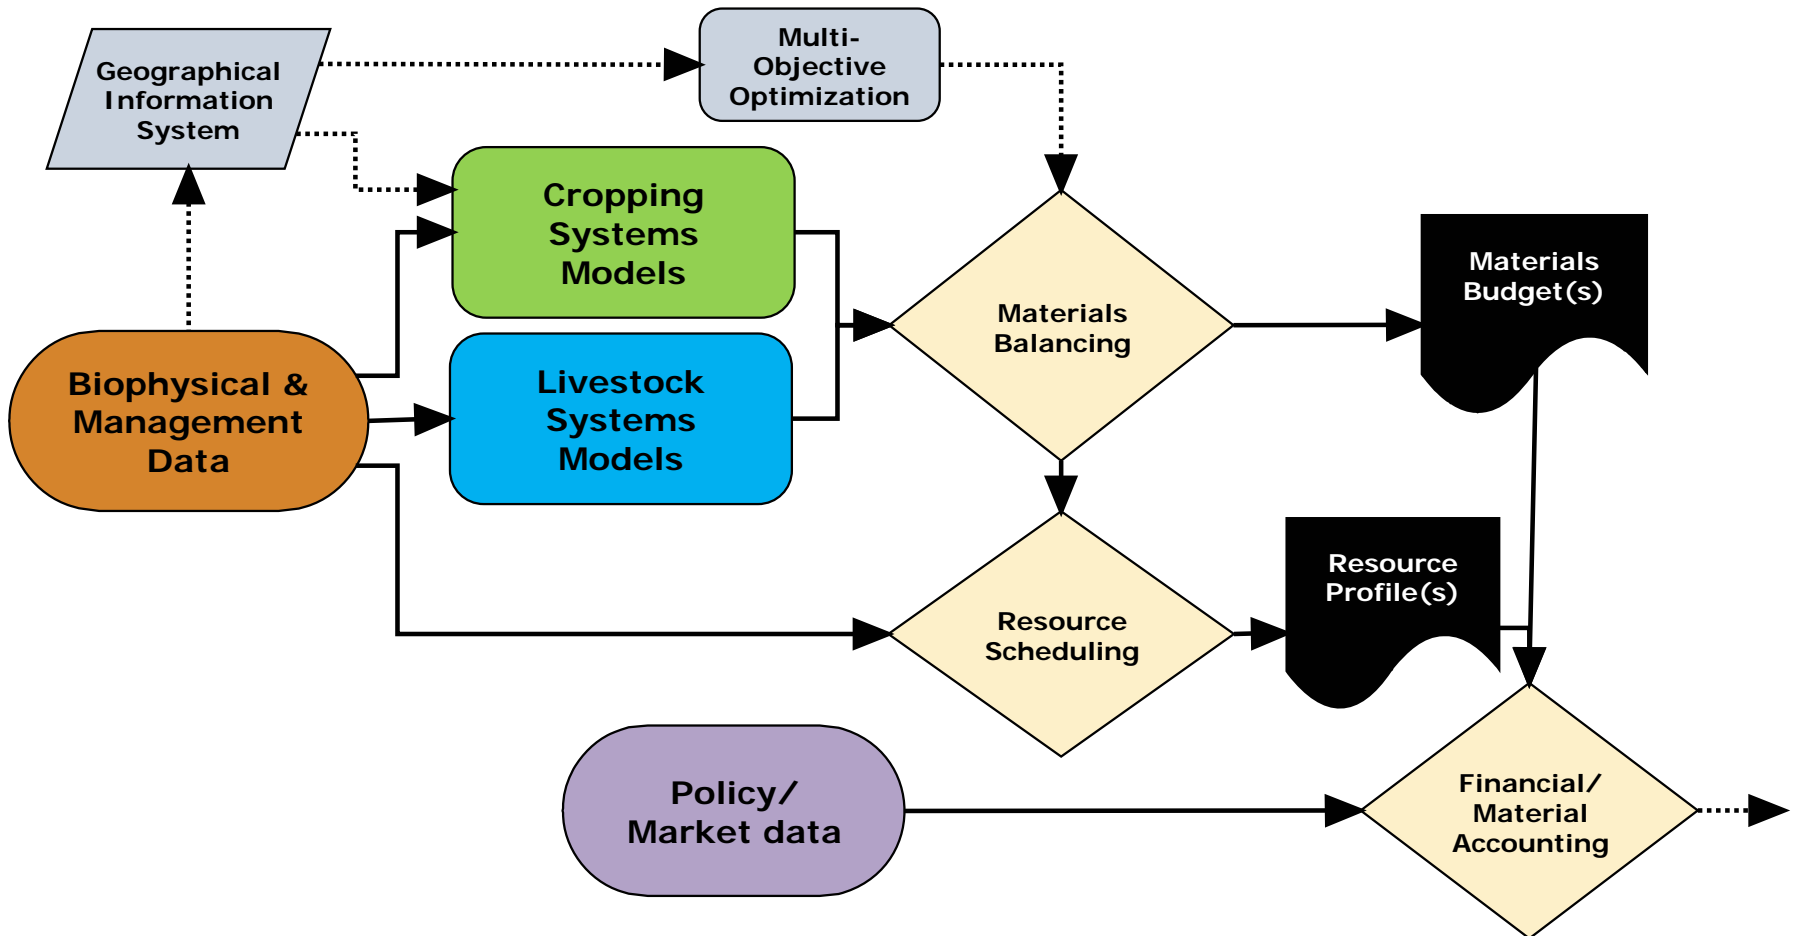 Geographical
Information
System
Multi-
Objective
Optimization
Cropping
Systems
Models
Materials
Balancing
Materials
Budget(s)
Biophysical &
Management
Data
Livestock
Systems
Models
Resource
Scheduling
Resource
Profile(s)
Policy/
Market data
Financial/
Material
Accounting